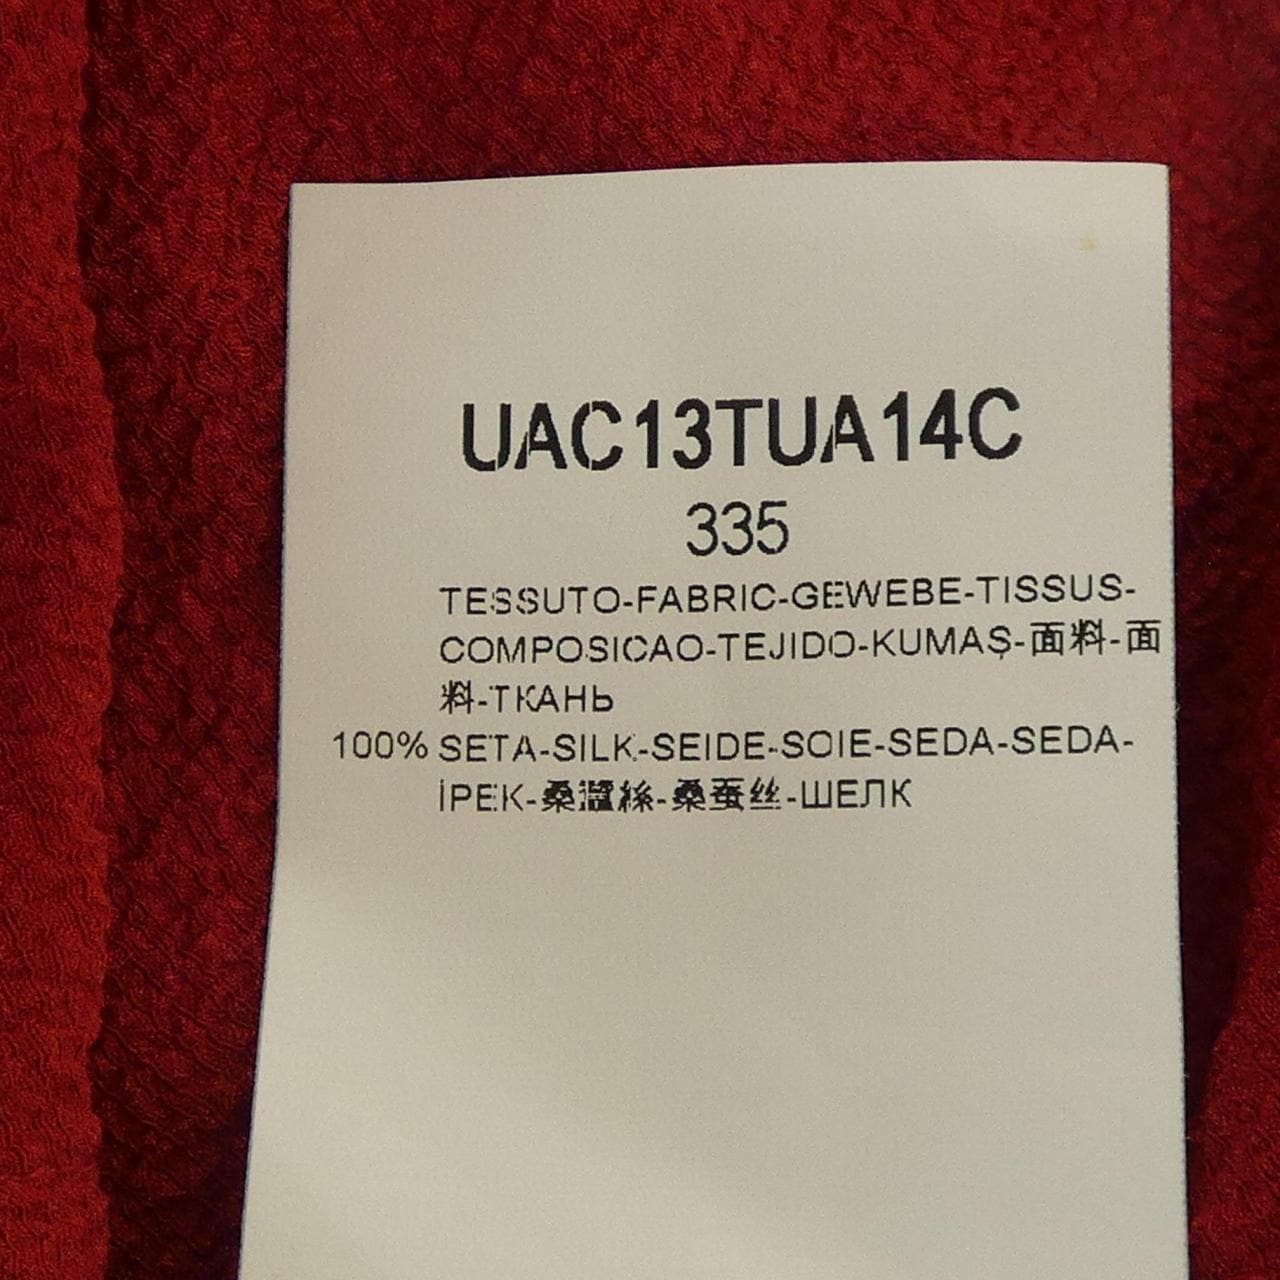 UAC13TUA14C
335
TESSUTO-FABRIC-GEWEBE-TISSUS-
COMPOSICAO-TEJIDO-KUMAŞ-面料-面
料-ТКАНЬ
100% SETA-SILK-SEIDE-SOIE-SEDA-SEDA-
İPEK-桑蠶絲-桑蚕丝-ШЕЛК